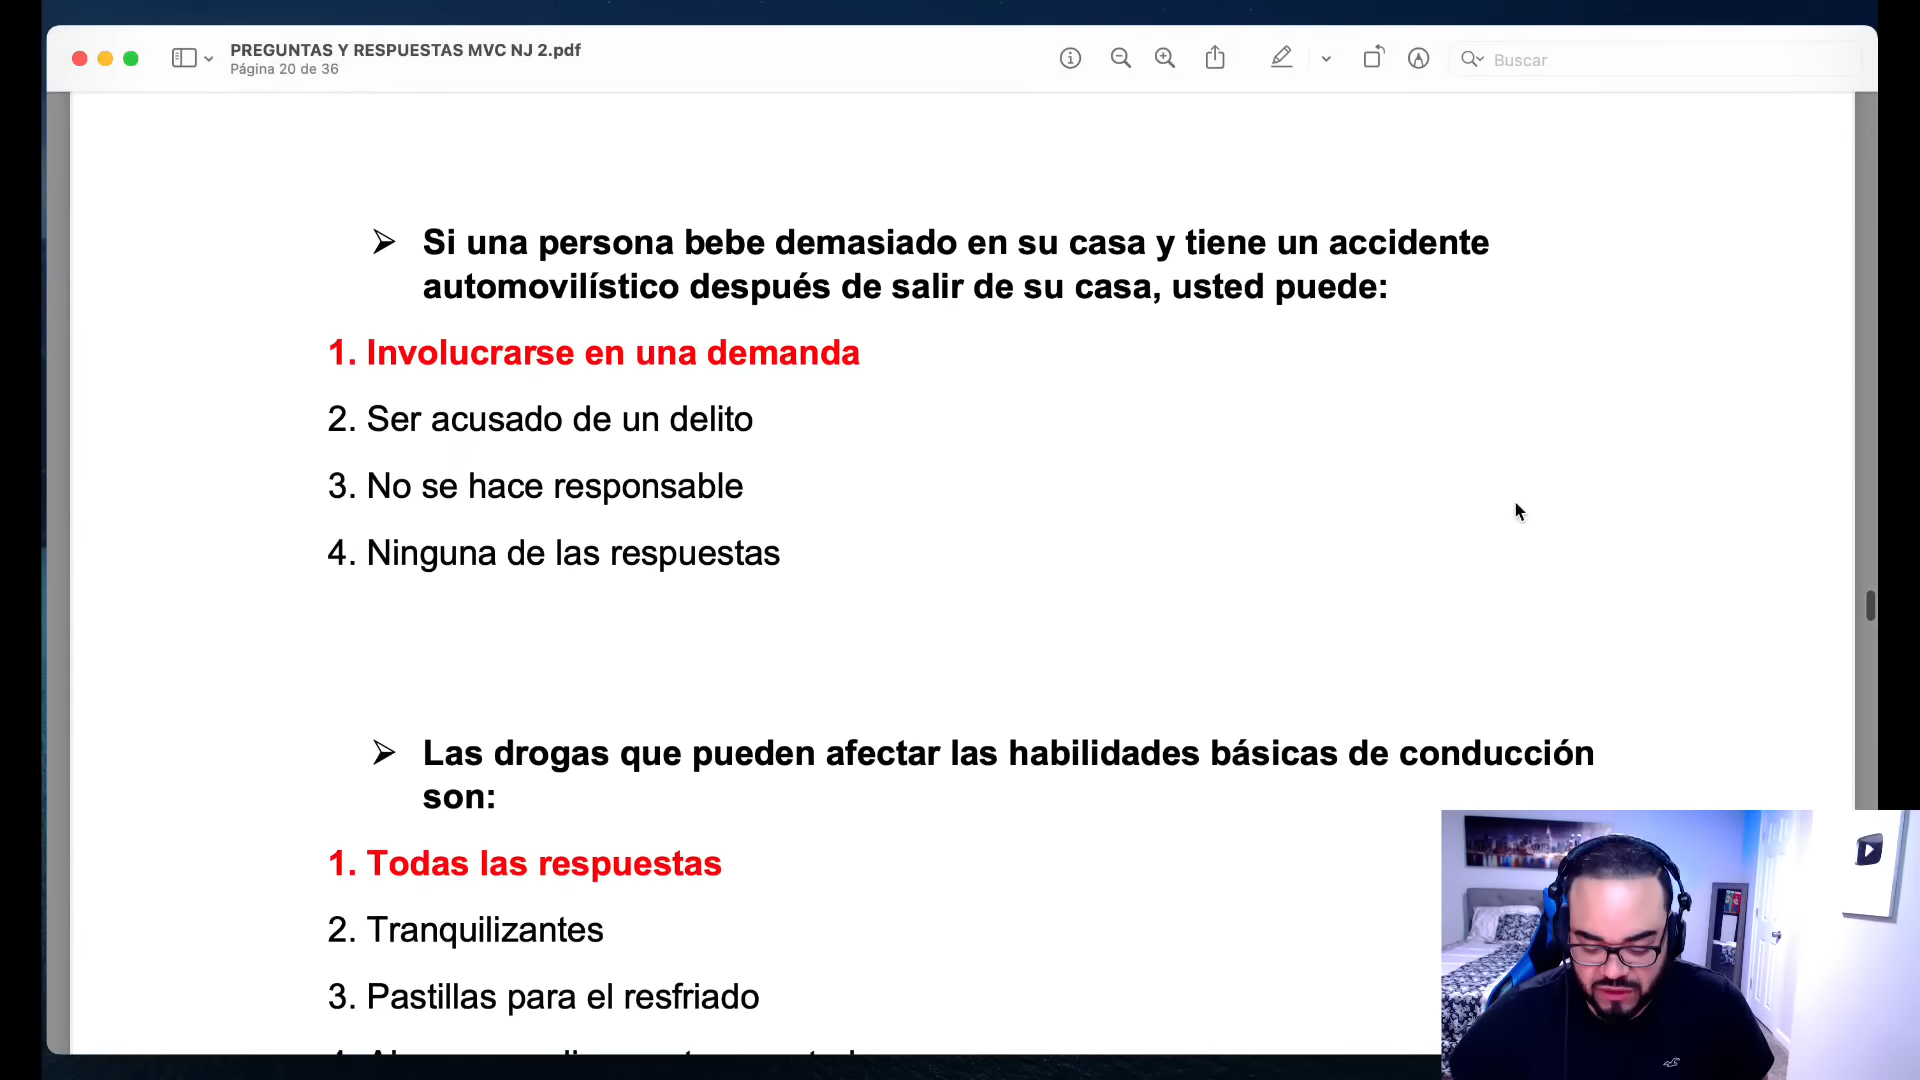 PREGUNTAS Y RESPUESTAS MVC NJ 2.pdf
Página 20 de 36
Buscar
➢ Si una persona bebe demasiado en su casa y tiene un accidente
automovilístico después de salir de su casa, usted puede:
1. Involucrarse en una demanda
2. Ser acusado de un delito
3. No se hace responsable
4. Ninguna de las respuestas
➢ Las drogas que pueden afectar las habilidades básicas de conducción
son:
1. Todas las respuestas
2. Tranquilizantes
3. Pastillas para el resfriado